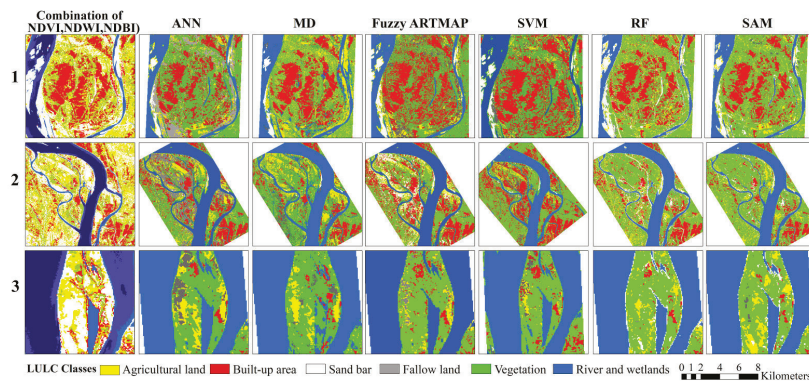 Combination of
NDVI,NDWI,NDBI)
ANN
MD
Fuzzy ARTMAP
SVM
RF
SAM
1
2
3
LULC Classes
Agricultural land
Built-up area
Sand bar
Fallow land
Vegetation
River and wetlands
0 1 2 4 6 8
Kilometers